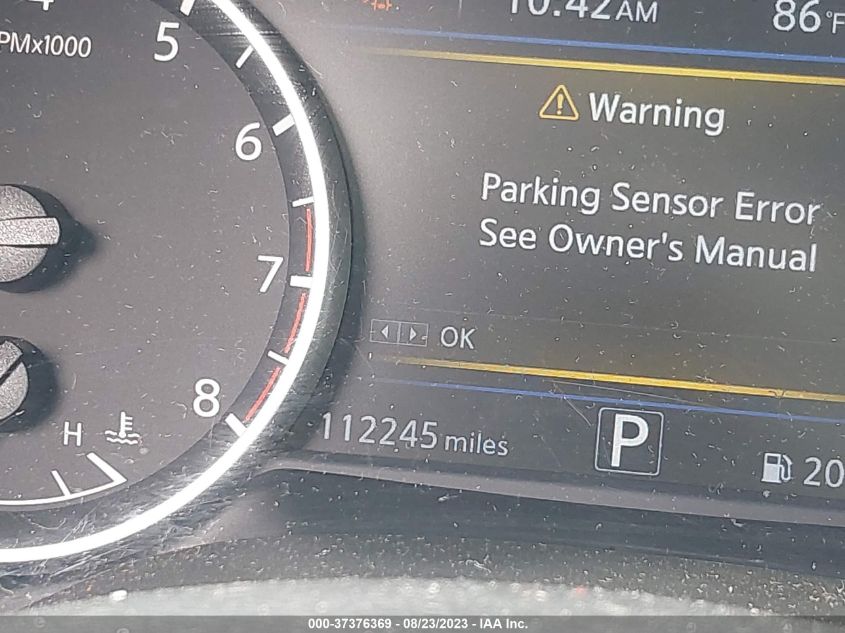 10:42AM
86°F
5
PMx1000
Warning
6
Parking Sensor Error
See Owner's Manual
7
OK
8
H
112245 miles
P
20
000-37376369 - 08/23/2023 - IAA Inc.